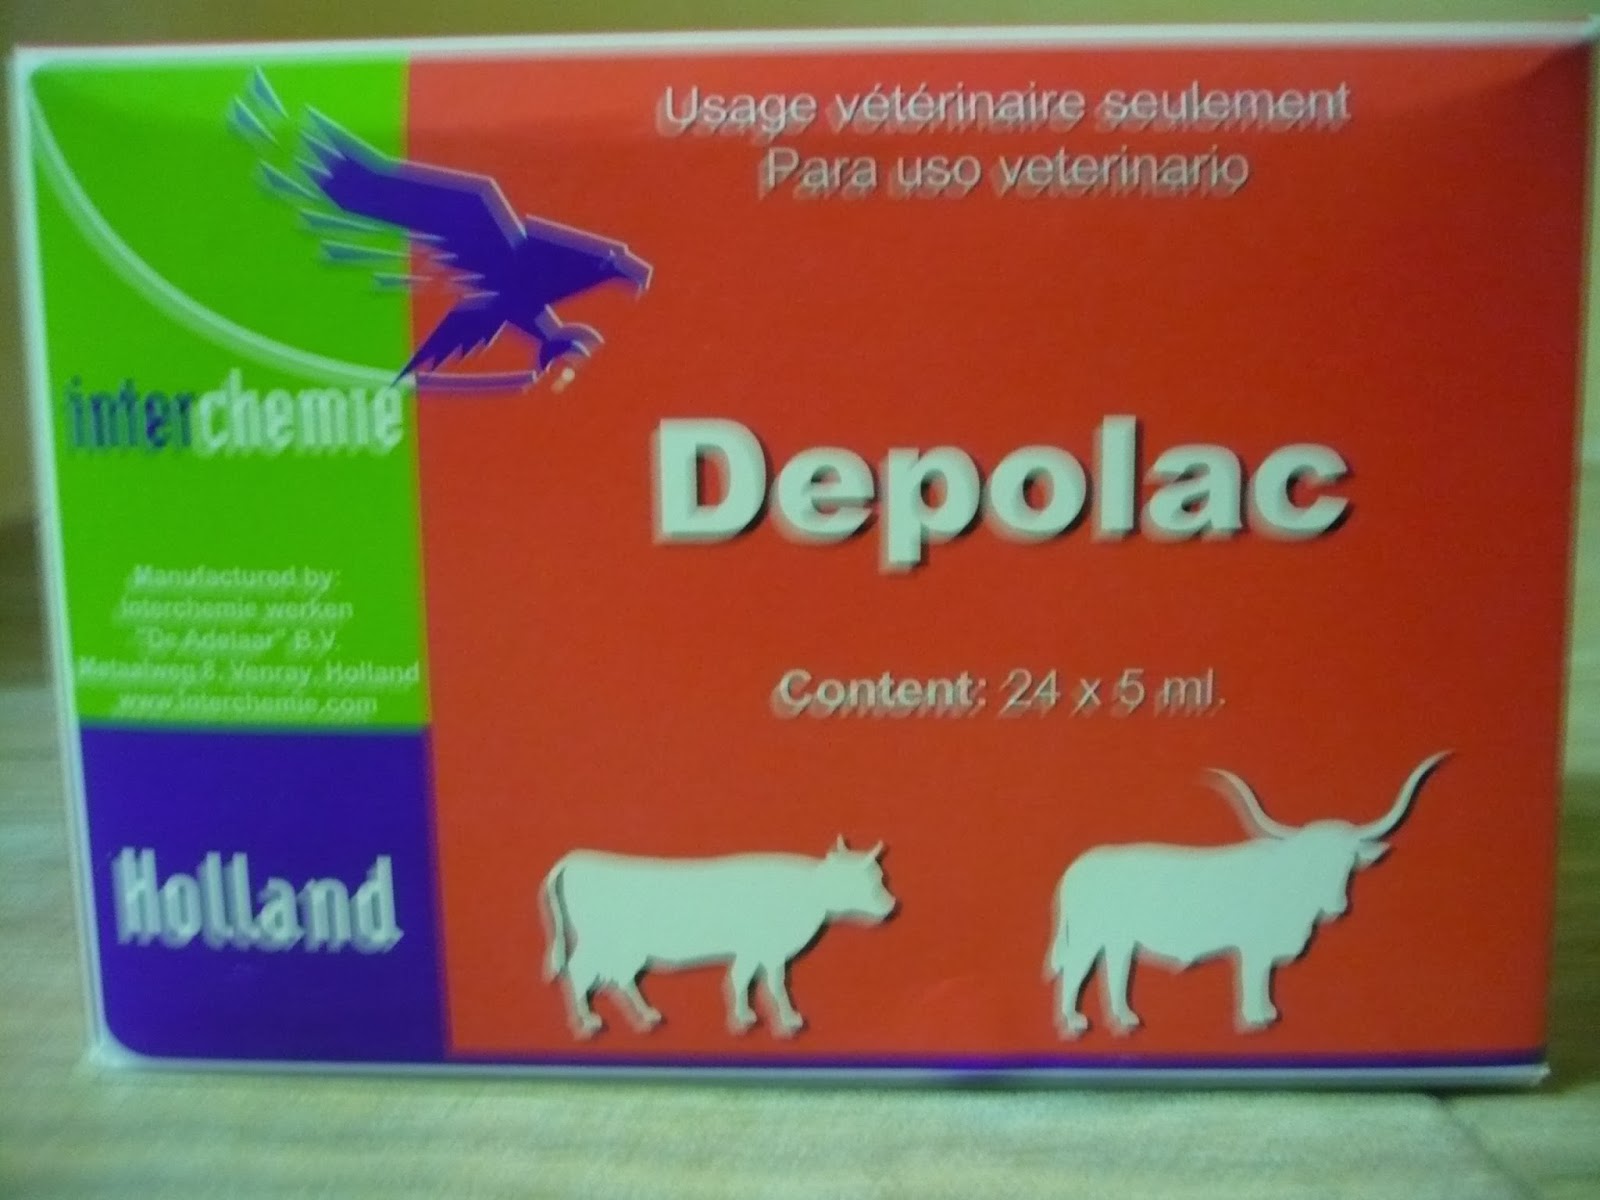 Usage vétérinaire seulement
Para uso veterinario
interchemie
Depolac
Manufactured by:
Interchemie werken
"De Adelaar" B.V.
Metaalweg 8, Venray, Holland
www.interchemie.com
Content: 24 x 5 ml.
Holland